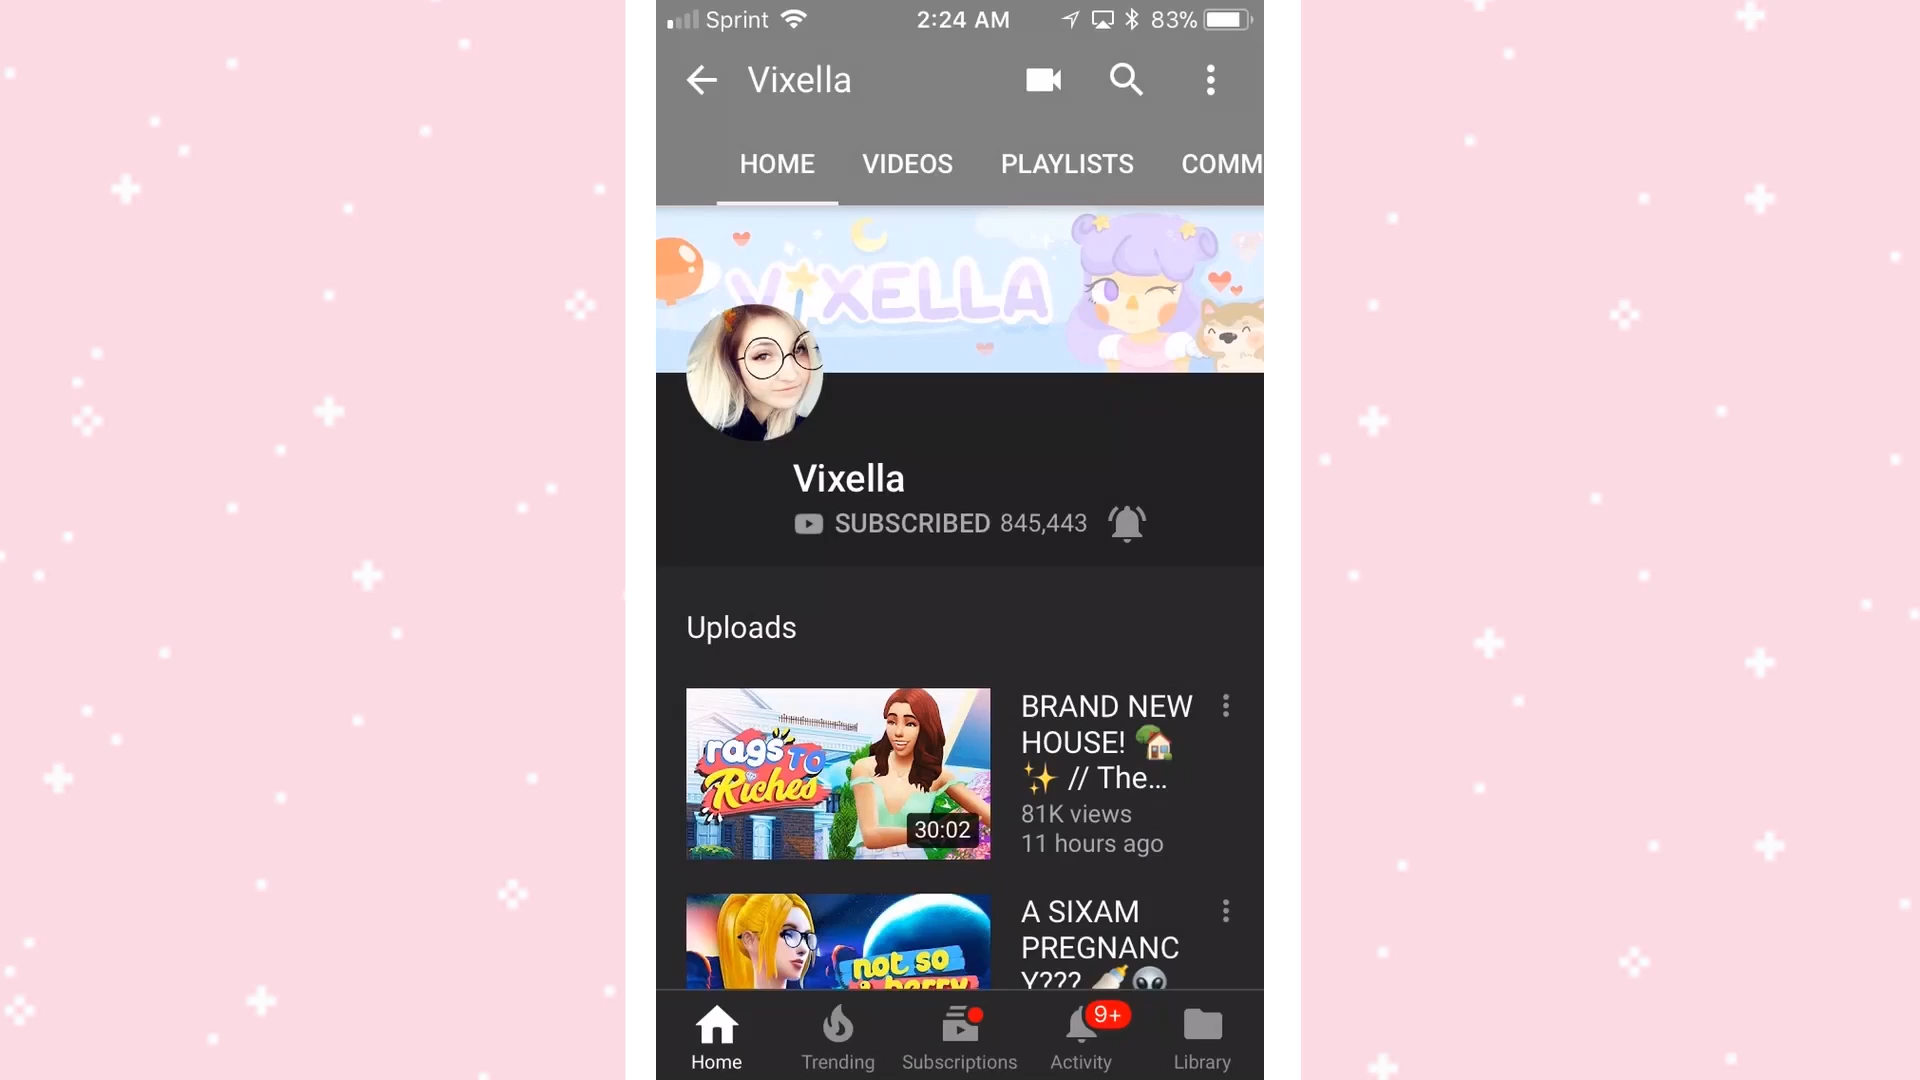 Sprint 2:24 AM 83%
Vixella
HOME VIDEOS PLAYLISTS COMM
VIXELLA
Vixella
SUBSCRIBED 845,443
Uploads
rags TO
Riches
30:02
BRAND NEW
HOUSE! 🏡
✨ // The...
81K views
11 hours ago
not so
berry
A SIXAM
PREGNANC
Y??? 🍼👽
9+
Home Trending Subscriptions Activity Library